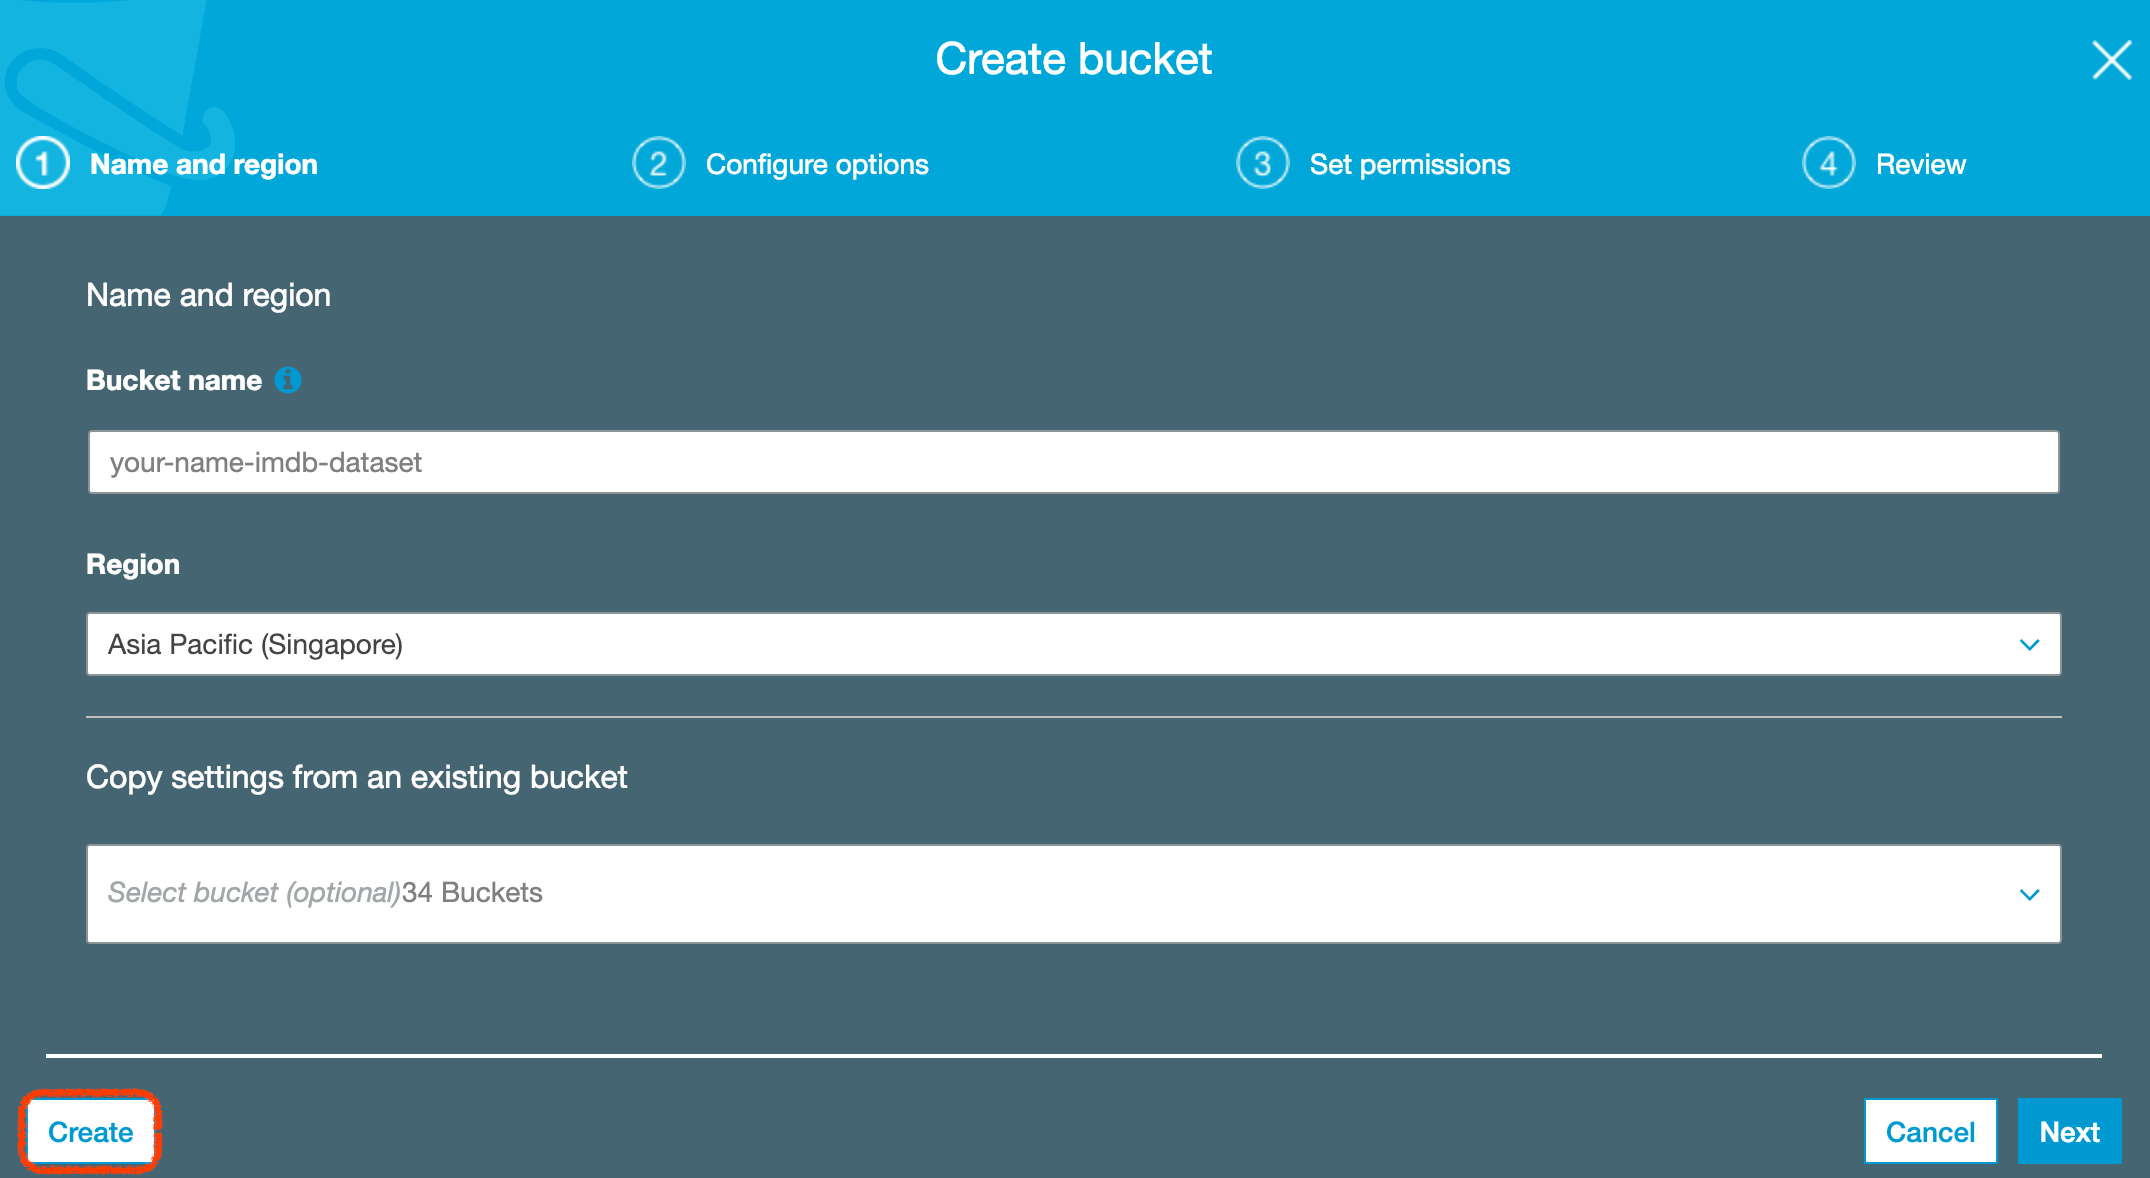 Create bucket
1 Name and region
2 Configure options
3 Set permissions
4 Review
Name and region
Bucket name
your-name-imdb-dataset
Region
Asia Pacific (Singapore)
Copy settings from an existing bucket
Select bucket (optional)34 Buckets
Create
Cancel
Next